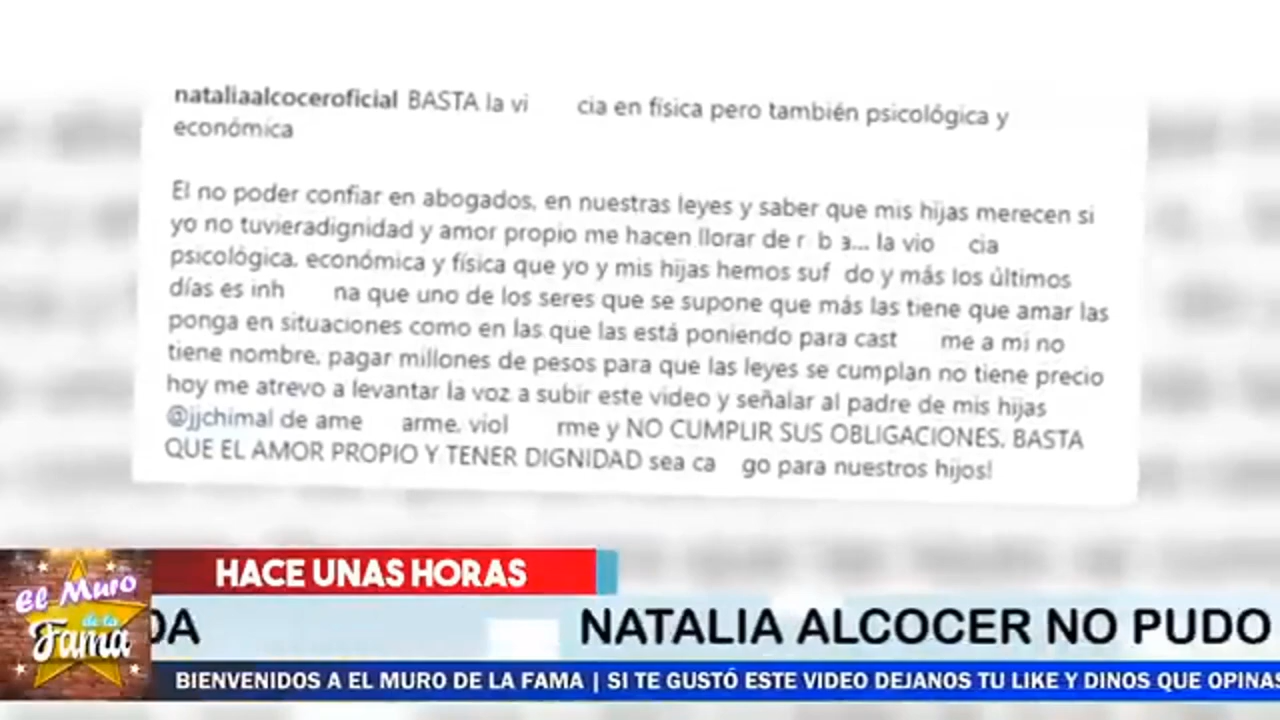 nataliaalcoceroficial BASTA la vi cia en física pero también psicológica y
económica
El no poder confiar en abogados, en nuestras leyes y saber que mis hijas merecen si
yo no tuvieradignidad y amor propio me hacen llorar de r b a... la vio cia
psicológica, económica y física que yo y mis hijas hemos suf do y más los últimos
días es inh na que uno de los seres que se supone que más las tiene que amar las
ponga en situaciones como en las que las está poniendo para cast me a mi no
tiene nombre, pagar millones de pesos para que las leyes se cumplan no tiene precio
hoy me atrevo a levantar la voz a subir este video y señalar al padre de mis hijas
@jjchimal de ame arme, viol rme y NO CUMPLIR SUS OBLIGACIONES. BASTA
QUE EL AMOR PROPIO Y TENER DIGNIDAD sea ca go para nuestros hijos!
HACE UNAS HORAS
El Muro de la Fama
DA NATALIA ALCOCER NO PUDO
BIENVENIDOS A EL MURO DE LA FAMA | SI TE GUSTÓ ESTE VIDEO DEJANOS TU LIKE Y DINOS QUE OPINAS